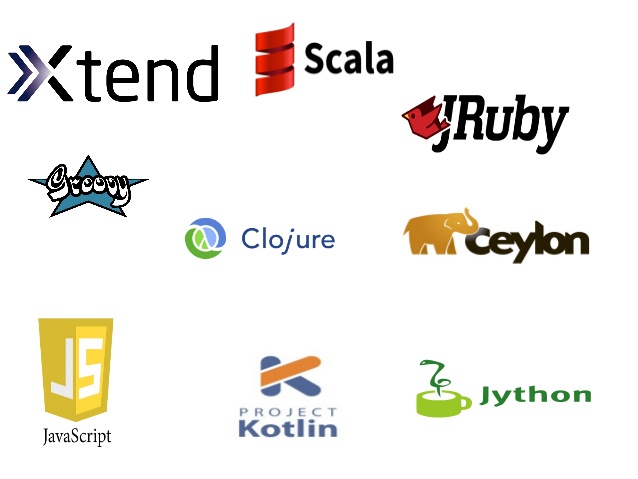 Xtend
Scala
JRuby
Groovy
Clojure
Ceylon
JS
JavaScript
PROJECT
Kotlin
Jython